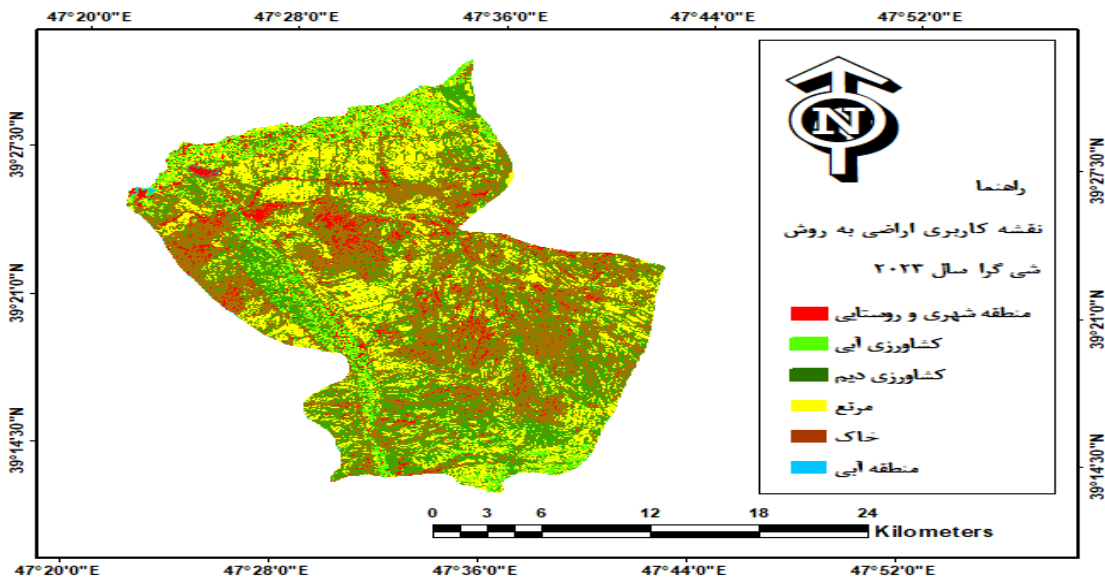 47°20'0"E 47°28'0"E 47°36'0"E 47°44'0"E 47°52'0"E
39°27'30"N
39°21'0"N
39°14'30"N
N
راهنما
نقشه کاربری اراضی به روش
شی گرا سال ۲۰۲۳
منطقه شهری و روستایی
کشاورزی آبی
کشاورزی دیم
مرتع
خاک
منطقه آبی
39°27'30"N
39°21'0"N
39°14'30"N
0 3 6 12 18 24
Kilometers
47°20'0"E 47°28'0"E 47°36'0"E 47°44'0"E 47°52'0"E